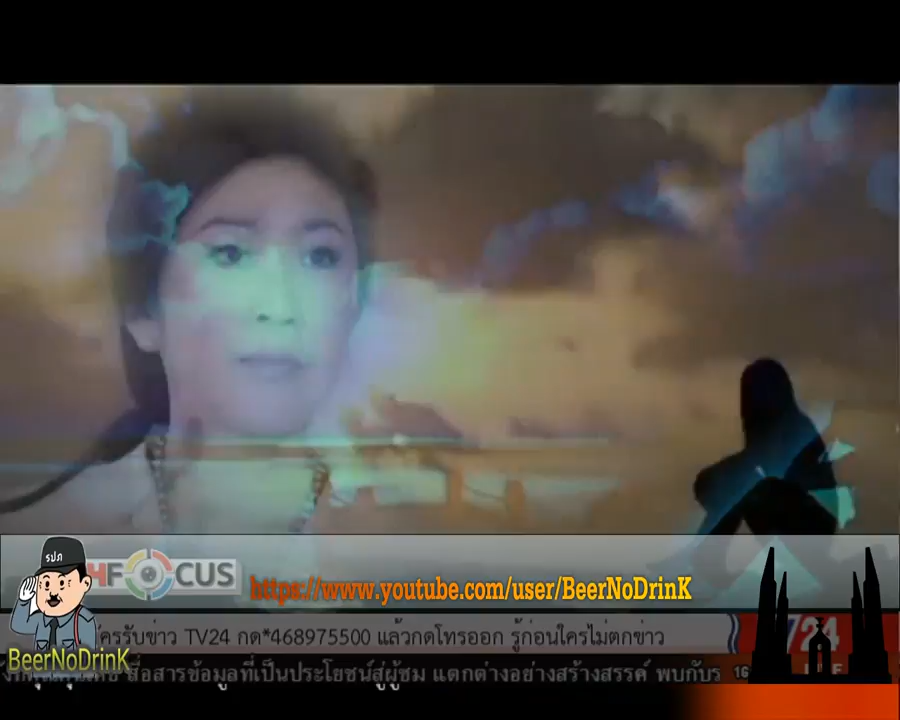 รปภ
FOCUS
https://www.youtube.com/user/BeerNoDrinK
BeerNoDrinK
ครรับข่าว TV24 กด*468975500 แล้วกดโทรออก รู้ก่อนใครไม่ตกข่าว
24
สื่อสารข้อมูลที่เป็นประโยชน์สู่ผู้ชม แตกต่างอย่างสร้างสรรค์ พบกับร